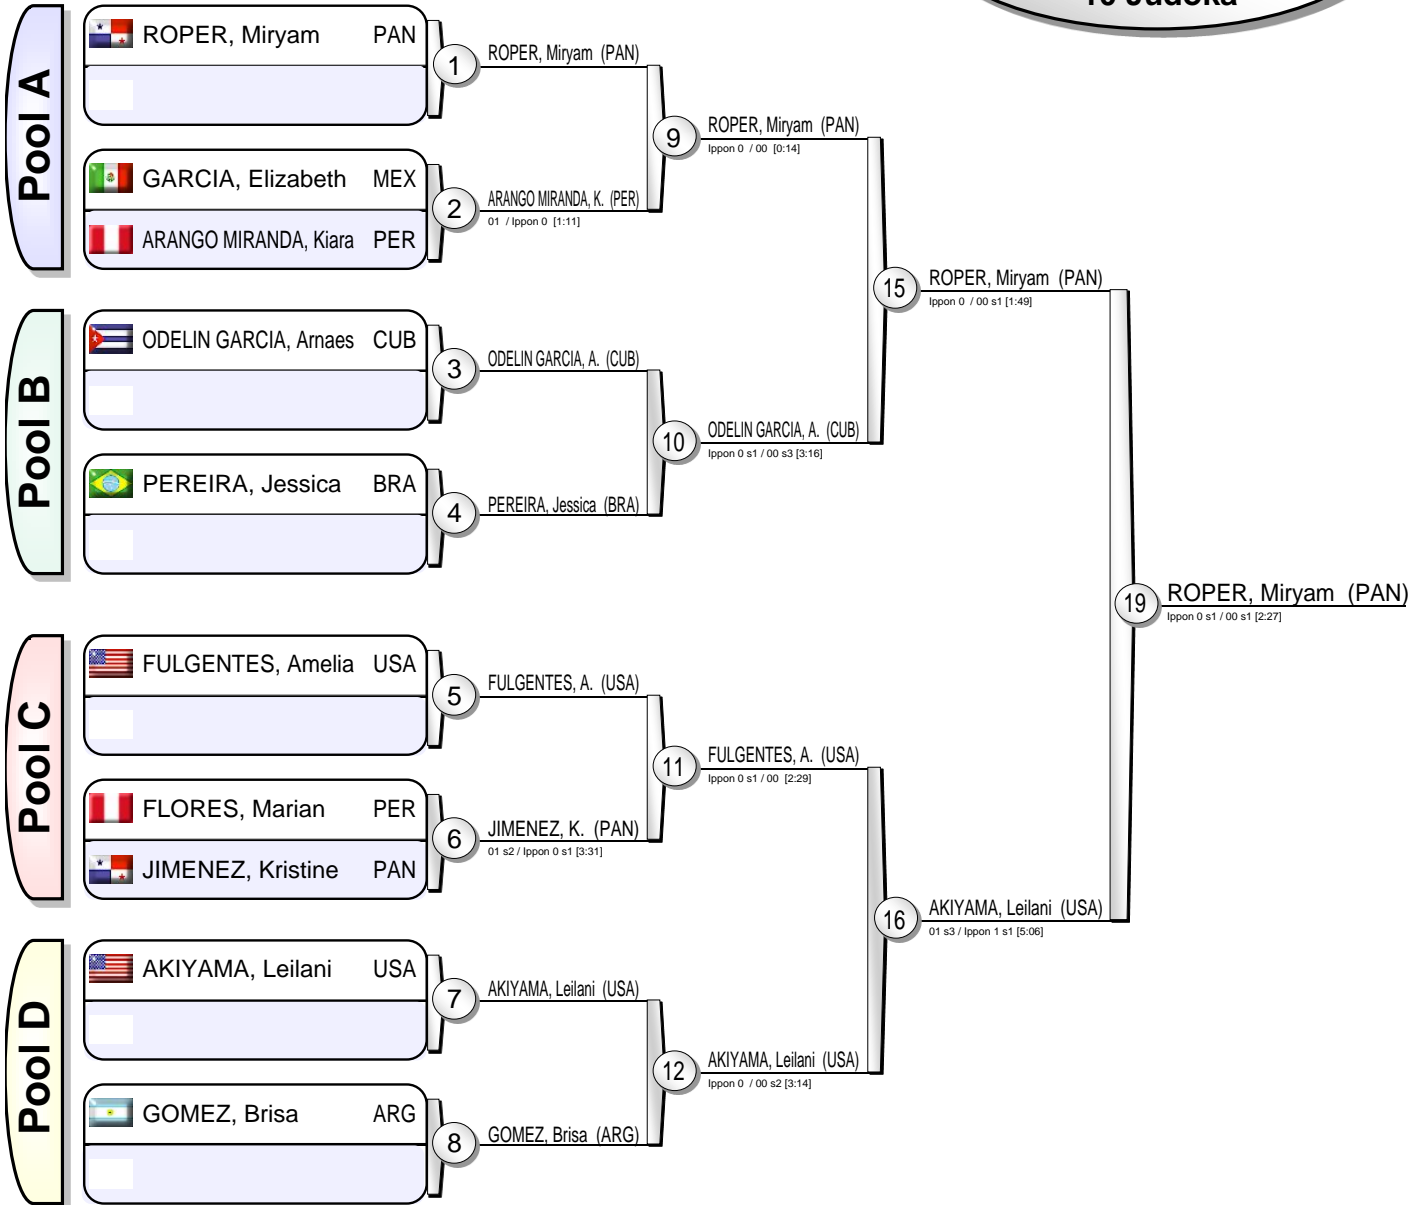 10 Judoka
Pool A
ROPER, Miryam PAN
1
ROPER, Miryam (PAN)
GARCIA, Elizabeth MEX
ARANGO MIRANDA, Kiara PER
2
ARANGO MIRANDA, K. (PER)
01 / Ippon 0 [1:11]
9
ROPER, Miryam (PAN)
Ippon 0 / 00 [0:14]
Pool B
ODELIN GARCIA, Arnaes CUB
3
ODELIN GARCIA, A. (CUB)
PEREIRA, Jessica BRA
4
PEREIRA, Jessica (BRA)
10
ODELIN GARCIA, A. (CUB)
Ippon 0 s1 / 00 s3 [3:16]
15
ROPER, Miryam (PAN)
Ippon 0 / 00 s1 [1:49]
Pool C
FULGENTES, Amelia USA
5
FULGENTES, A. (USA)
FLORES, Marian PER
JIMENEZ, Kristine PAN
6
JIMENEZ, K. (PAN)
01 s2 / Ippon 0 s1 [3:31]
11
FULGENTES, A. (USA)
Ippon 0 s1 / 00 [2:29]
Pool D
AKIYAMA, Leilani USA
7
AKIYAMA, Leilani (USA)
GOMEZ, Brisa ARG
8
GOMEZ, Brisa (ARG)
12
AKIYAMA, Leilani (USA)
Ippon 0 / 00 s2 [3:14]
16
AKIYAMA, Leilani (USA)
01 s3 / Ippon 1 s1 [5:06]
19
ROPER, Miryam (PAN)
Ippon 0 s1 / 00 s1 [2:27]